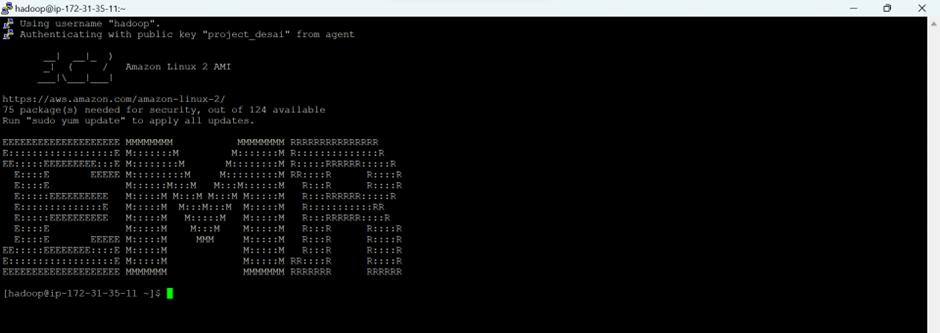 hadoop@ip-172-31-35-11:~
Using username "hadoop".
Authenticating with public key "project_desai" from agent
       __|  __|_  )
       _|  (     /   Amazon Linux 2 AMI
      ___|\___|___|
https://aws.amazon.com/amazon-linux-2/
75 package(s) needed for security, out of 124 available
Run "sudo yum update" to apply all updates.
EEEEEEEEEEEEEEEEEEEE MMMMMMMM           MMMMMMMM RRRRRRRRRRRRRRR
E::::::::::::::::::E M:::::::M         M:::::::M R::::::::::::::R
EE:::::EEEEEEEEE:::E M::::::::M       M::::::::M R:::::RRRRRR:::::R
  E::::E       EEEEE M:::::::::M     M:::::::::M RR::::R      R::::R
  E::::E             M::::::M:::M   M:::M::::::M   R:::R      R::::R
  E:::::EEEEEEEEEE   M:::::M M:::M M:::M M:::::M   R:::RRRRRR:::::R
  E::::::::::::::E   M:::::M  M:::M:::M  M:::::M   R:::::::::::RR
  E:::::EEEEEEEEEE   M:::::M   M:::::M   M:::::M   R:::RRRRRR::::R
  E::::E             M:::::M    M:::M    M:::::M   R:::R      R::::R
  E::::E       EEEEE M:::::M     MMM     M:::::M   R:::R      R::::R
EE:::::EEEEEEEE::::E M:::::M             M:::::M   R:::R      R::::R
E::::::::::::::::::E M:::::M             M:::::M RR::::R      R::::R
EEEEEEEEEEEEEEEEEEEE MMMMMMM             MMMMMMM RRRRRRR      RRRRRR
[hadoop@ip-172-31-35-11 ~]$